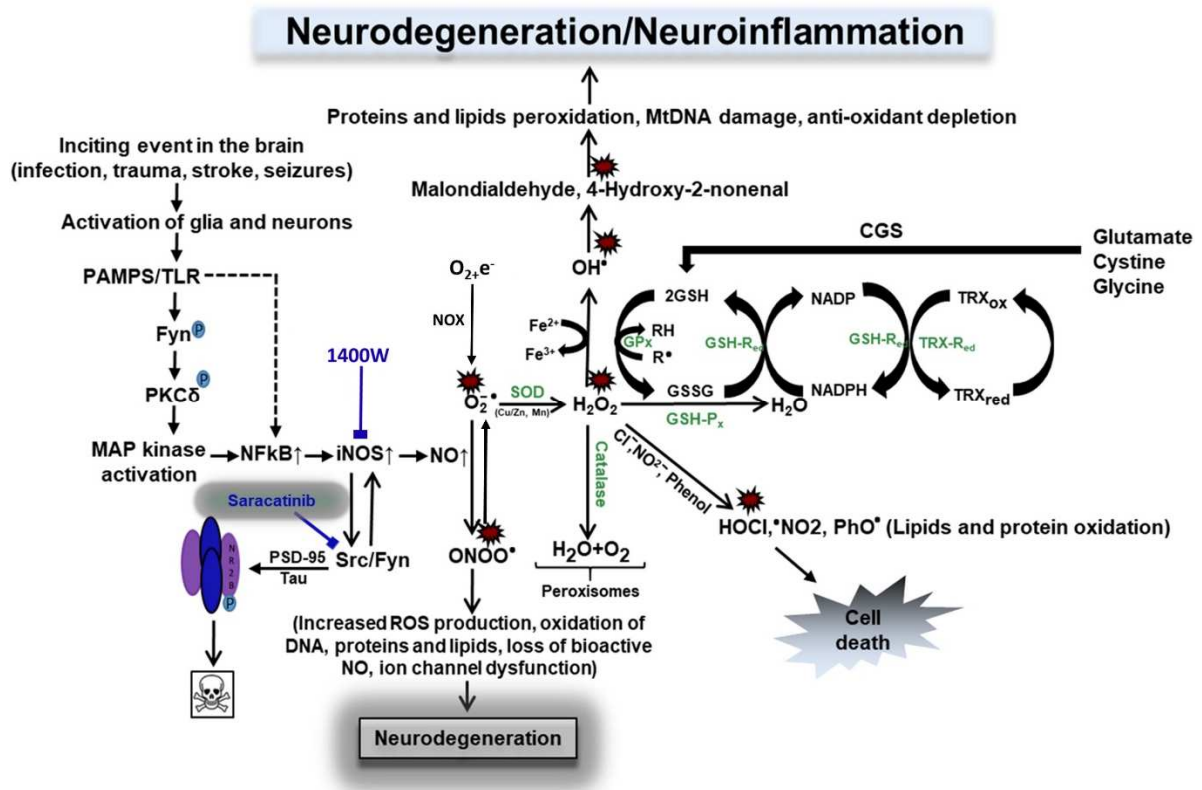 Neurodegeneration/Neuroinflammation
Proteins and lipids peroxidation, MtDNA damage, anti-oxidant depletion
Inciting event in the brain
(infection, trauma, stroke, seizures)
Malondialdehyde, 4-Hydroxy-2-nonenal
Activation of glia and neurons
CGS
Glutamate
Cystine
Glycine
PAMPS/TLR
O2+e-
OH•
2GSH
NADP
TRXox
NOX
Fe2+
Fe3+
GPx
RH
R•
GSH-Red
GSH-Red
TRX-Red
Fyn P
1400W
PKCδ P
GSSG
NADPH
TRXred
O2-•
SOD
(Cu/Zn, Mn)
H2O2
GSH-Px
H2O
MAP kinase
activation
NFkB↑
iNOS↑
NO↑
Catalase
Cl-,NO2-, Phenol
Saracatinib
HOCl,•NO2, PhO• (Lipids and protein oxidation)
NR2B
P
PSD-95
Tau
Src/Fyn
ONOO•
H2O+O2
Peroxisomes
(Increased ROS production, oxidation of
DNA, proteins and lipids, loss of bioactive
NO, ion channel dysfunction)
Cell
death
Neurodegeneration